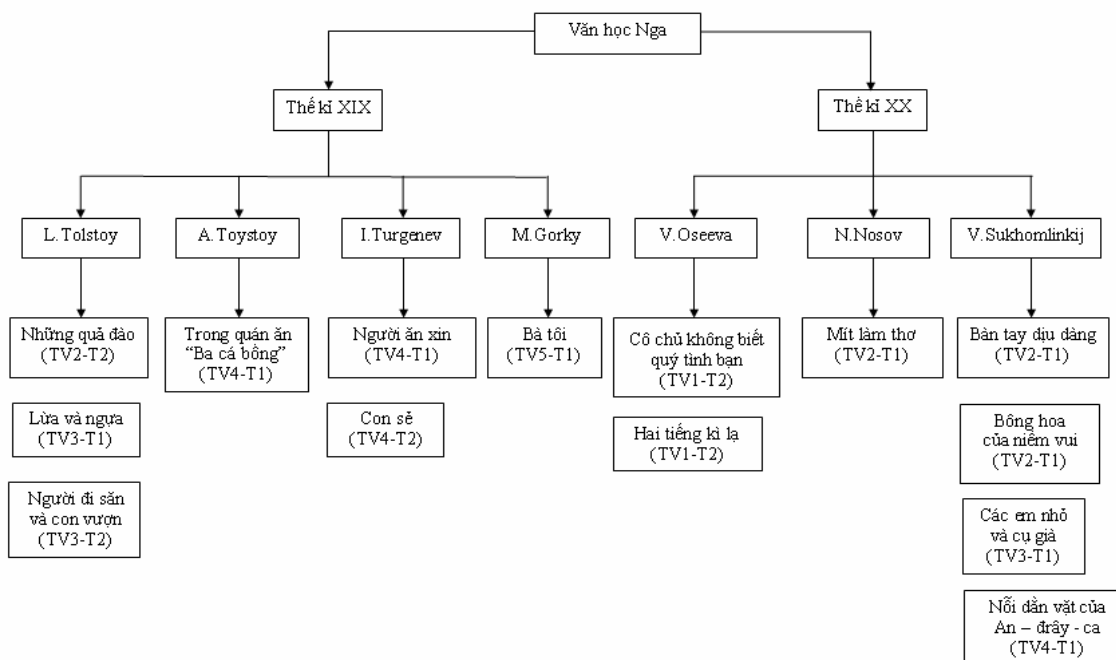 Văn học Nga
Thế kỉ XIX
Thế kỉ XX
L.Tolstoy
A.Toystoy
I.Turgenev
M.Gorky
V.Oseeva
N.Nosov
V.Sukhomlinkij
Những quả đào
(TV2-T2)
Trong quán ăn
“Ba cá bống”
(TV4-T1)
Người ăn xin
(TV4-T1)
Bà tôi
(TV5-T1)
Cô chủ không biết
quý tình bạn
(TV1-T2)
Mít làm thơ
(TV2-T1)
Bàn tay dịu dàng
(TV2-T1)
Lừa và ngựa
(TV3-T1)
Con sẻ
(TV4-T2)
Hai tiếng kì lạ
(TV1-T2)
Bông hoa
của niềm vui
(TV2-T1)
Người đi săn
và con vượn
(TV3-T2)
Các em nhỏ
và cụ già
(TV3-T1)
Nỗi dằn vặt của
An – đrây - ca
(TV4-T1)